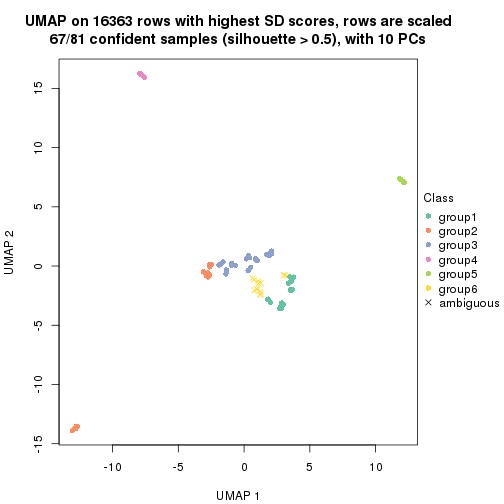 UMAP on 16363 rows with highest SD scores, rows are scaled
67/81 confident samples (silhouette > 0.5), with 10 PCs
15
10
5
0
-5
-10
-15
UMAP 2
-10
-5
0
5
10
UMAP 1
Class
group1
group2
group3
group4
group5
group6
ambiguous